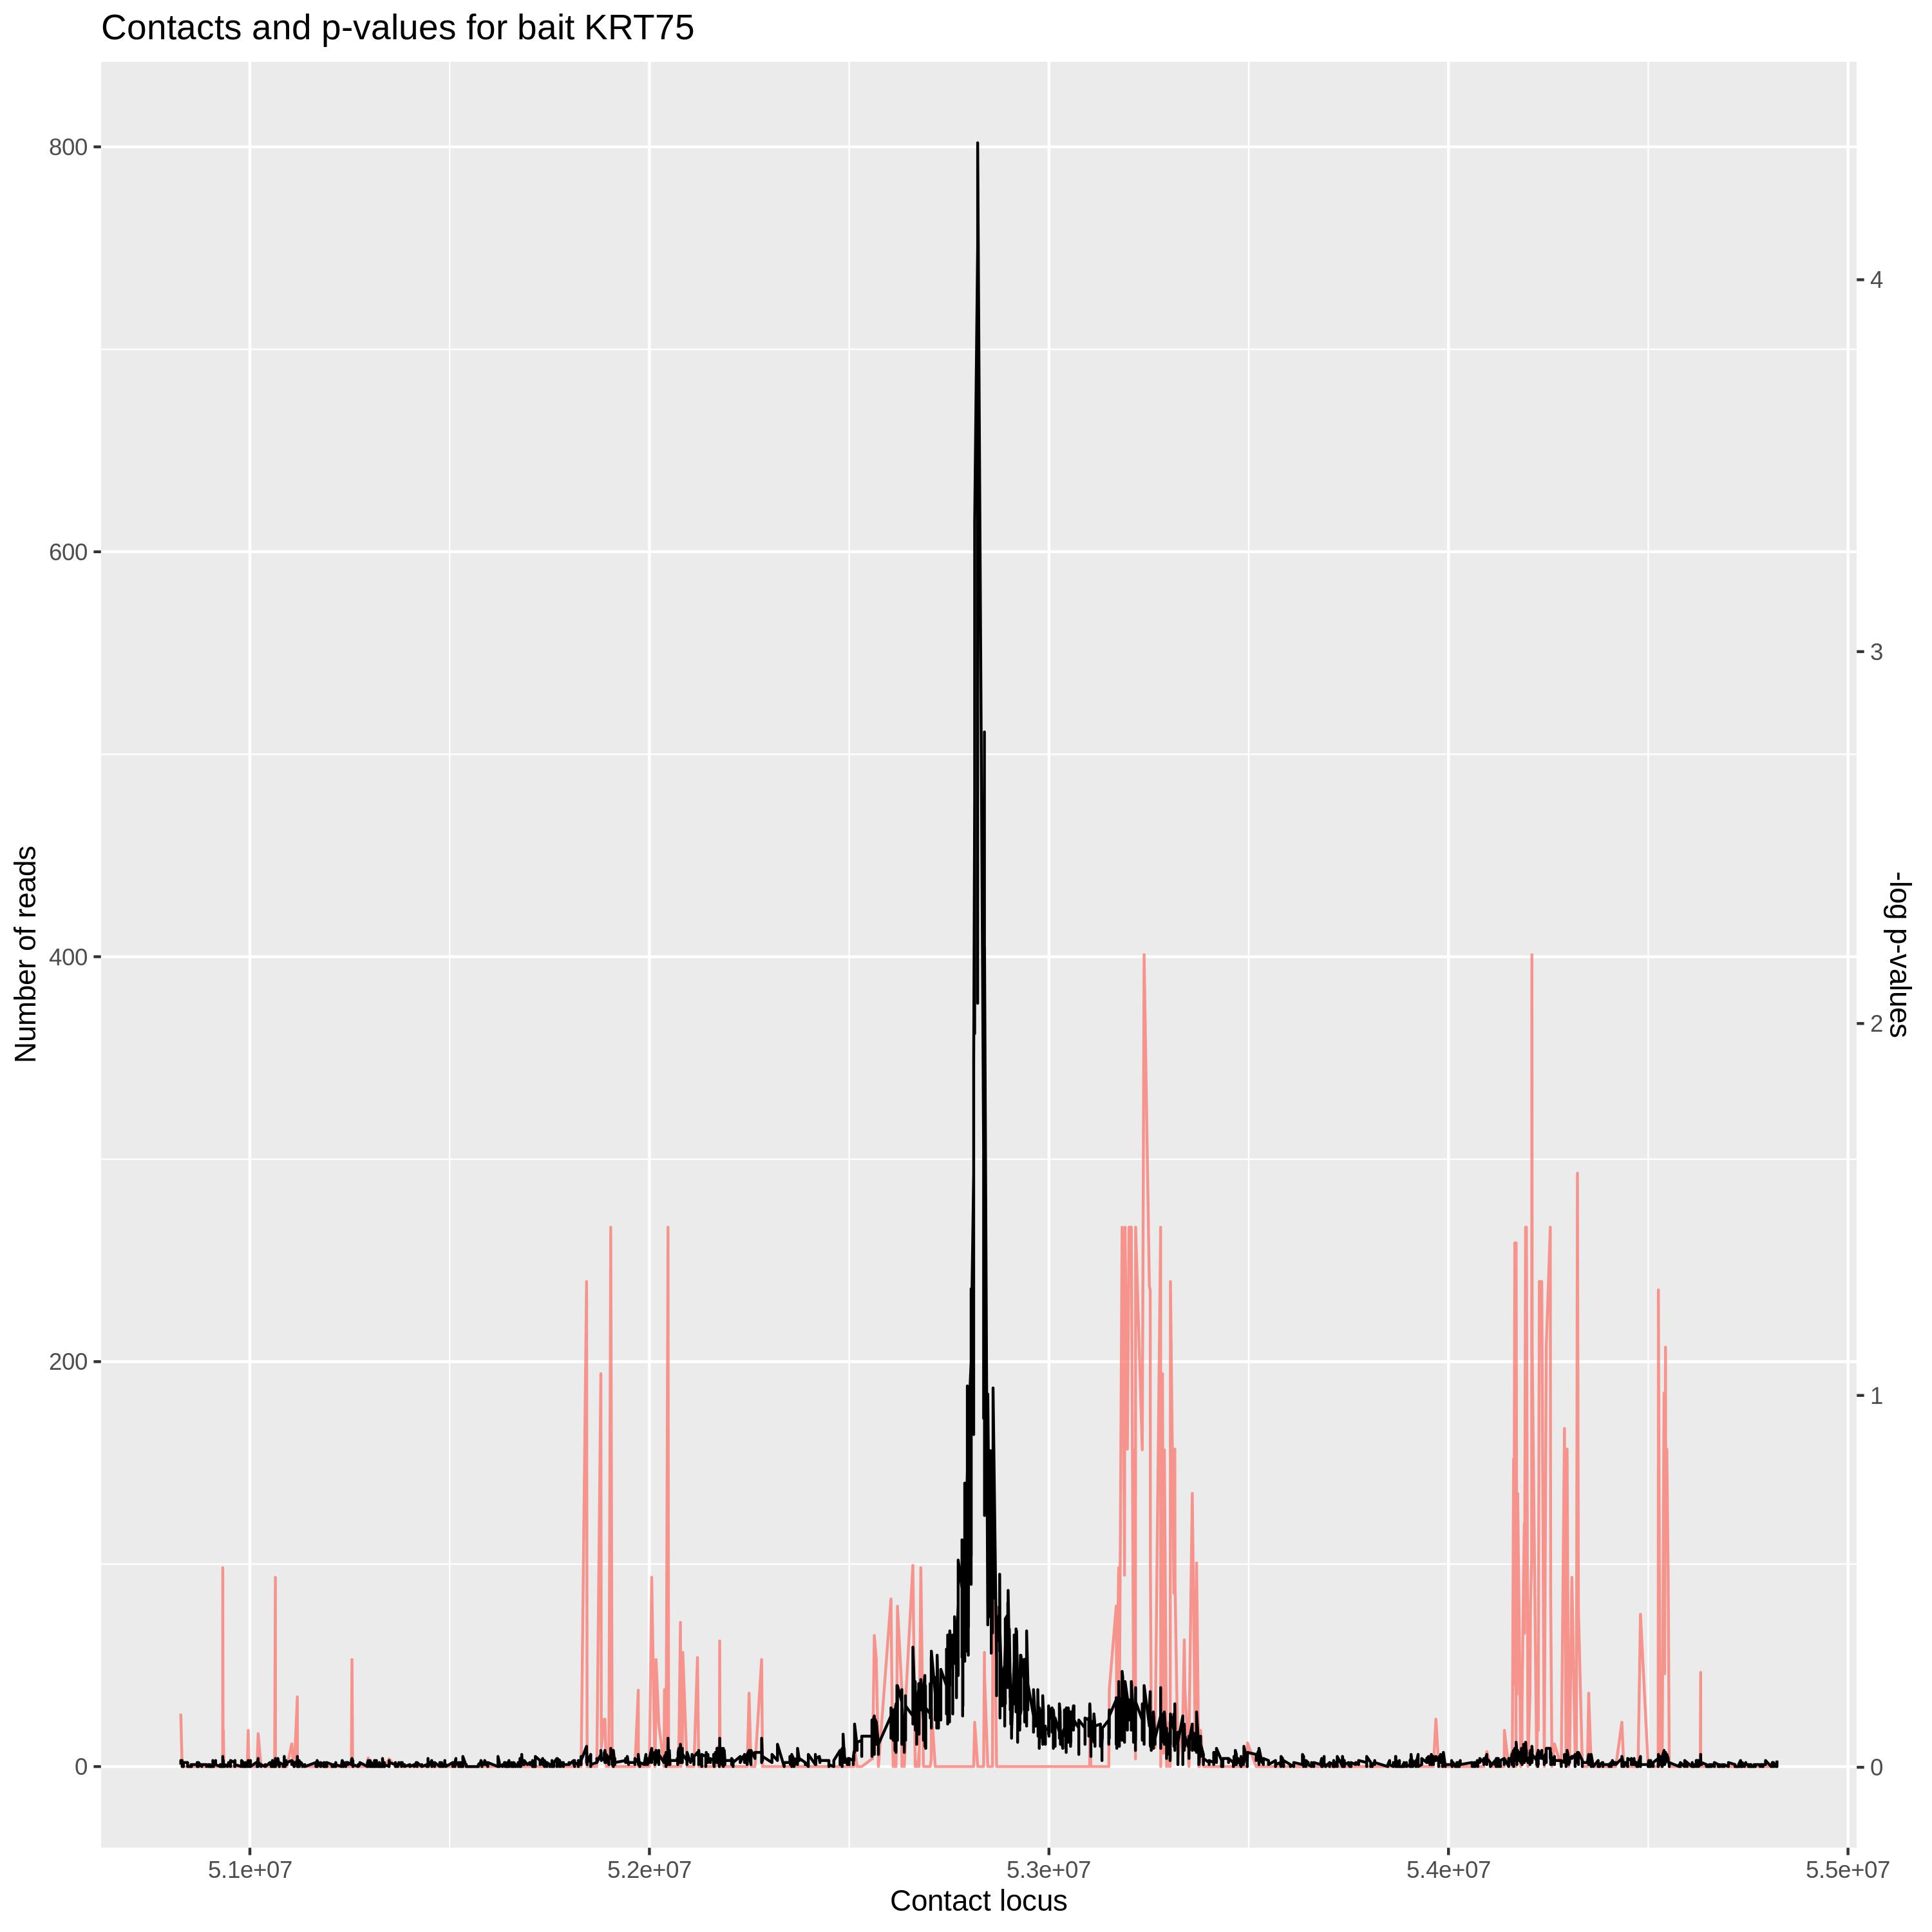 Contacts and p-values for bait KRT75
800
600
400
200
0
Number of reads
4
3
2
1
0
-log p-values
5.1e+07
5.2e+07
5.3e+07
5.4e+07
5.5e+07
Contact locus